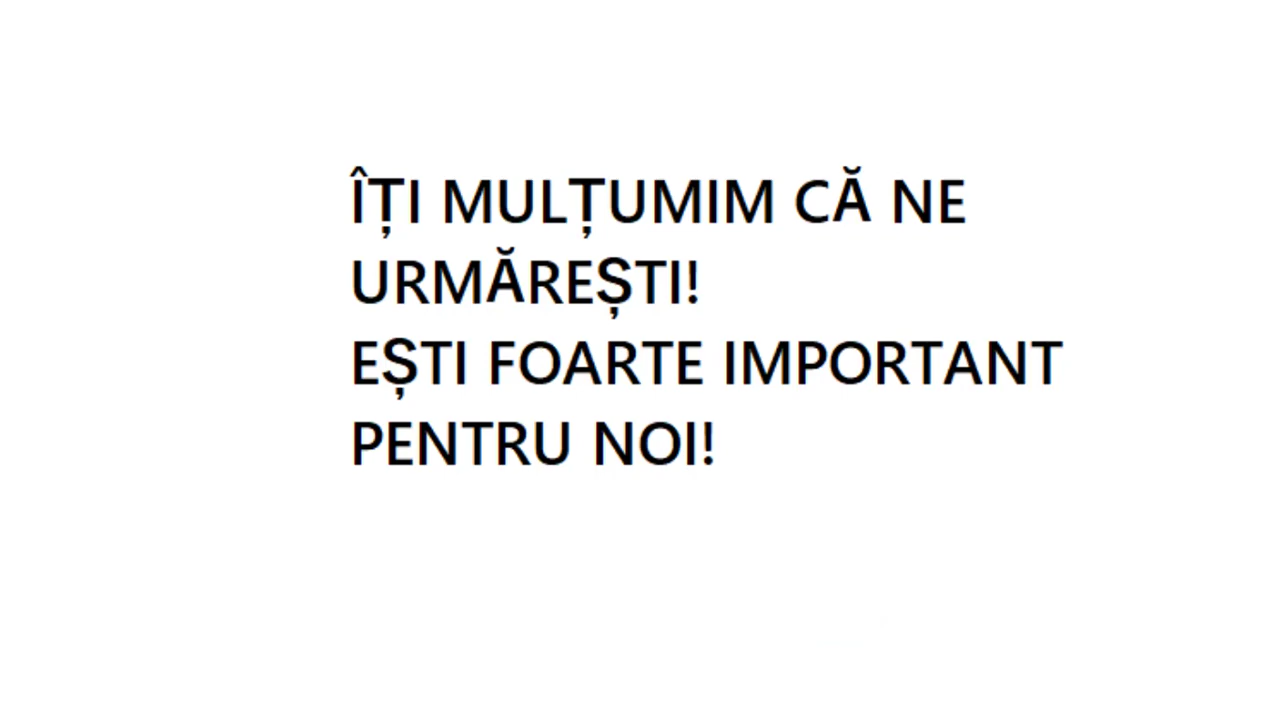 ÎȚI MULȚUMIM CĂ NE
URMĂREȘTI!
EȘTI FOARTE IMPORTANT
PENTRU NOI!